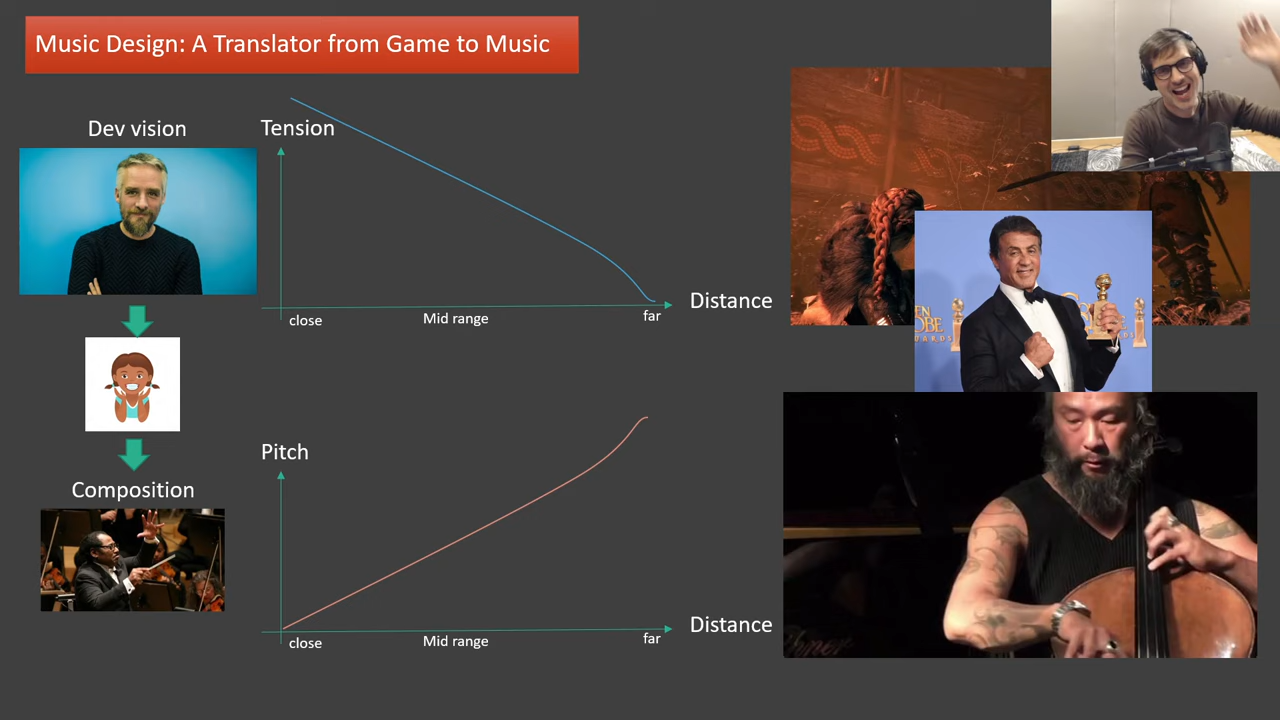 Music Design: A Translator from Game to Music
Dev vision
Tension
Distance
close
Mid range
far
Composition
Pitch
Distance
close
Mid range
far